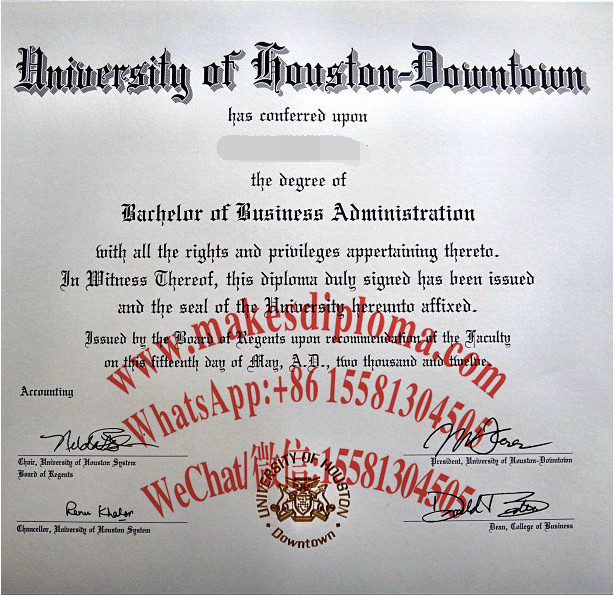 University of Houston-Downtown
has conferred upon
the degree of
Bachelor of Business Administration
with all the rights and privileges appertaining thereto.
In Witness Thereof, this diploma duly signed has been issued
and the seal of the University hereunto affixed.
Issued by the Board of Regents upon recommendation of the Faculty
on this fifteenth day of May, A.D., two thousand and twelve.
www.makesdiploma.com
WhatsApp:+86 15581304505
WeChat/微信:15581304505
Accounting
Chair, University of Houston System
Board of Regents
President, University of Houston-Downtown
Renu Khator
Chancellor, University of Houston System
Dean, College of Business
UNIVERSITY OF HOUSTON
Downtown